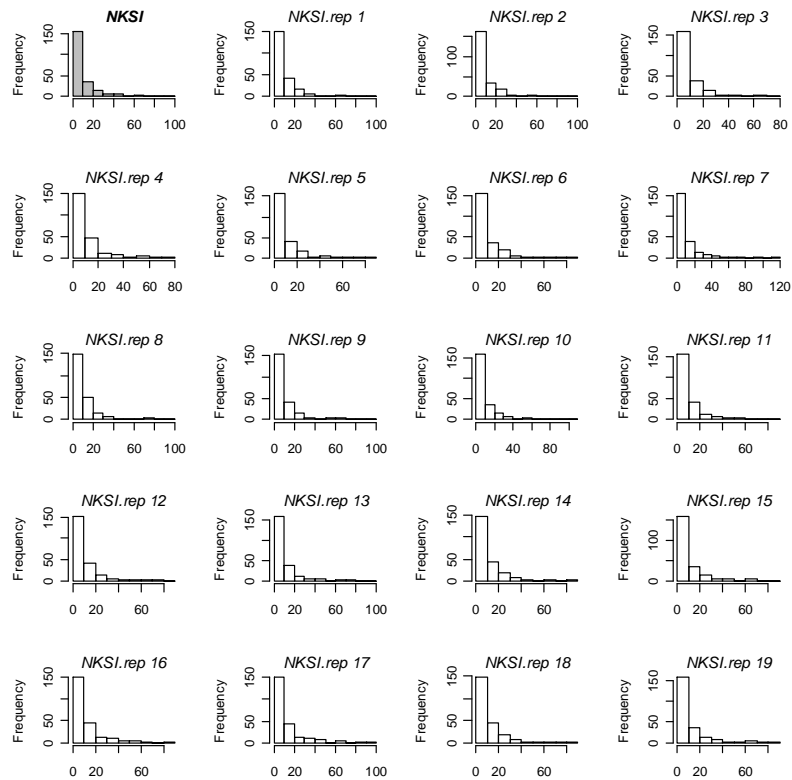 NKSI
Frequency
0 50 150
0 20 60 100
NKSI.rep 1
Frequency
0 50 150
0 20 60 100
NKSI.rep 2
Frequency
0 100
0 20 60 100
NKSI.rep 3
Frequency
0 50 150
0 20 40 60 80
NKSI.rep 4
Frequency
0 50 150
0 20 40 60 80
NKSI.rep 5
Frequency
0 50 150
0 20 60
NKSI.rep 6
Frequency
0 50 150
0 20 60
NKSI.rep 7
Frequency
0 50 150
0 40 80 120
NKSI.rep 8
Frequency
0 50 150
0 20 60 100
NKSI.rep 9
Frequency
0 50 150
0 20 60 100
NKSI.rep 10
Frequency
0 50 150
0 40 80
NKSI.rep 11
Frequency
0 50 150
0 20 60
NKSI.rep 12
Frequency
0 50 150
0 20 60
NKSI.rep 13
Frequency
0 50 150
0 20 60 100
NKSI.rep 14
Frequency
0 50 150
0 20 60
NKSI.rep 15
Frequency
0 100
0 20 60
NKSI.rep 16
Frequency
0 50 150
0 20 60
NKSI.rep 17
Frequency
0 50 150
0 20 60 100
NKSI.rep 18
Frequency
0 50 150
0 20 60
NKSI.rep 19
Frequency
0 50 150
0 20 60